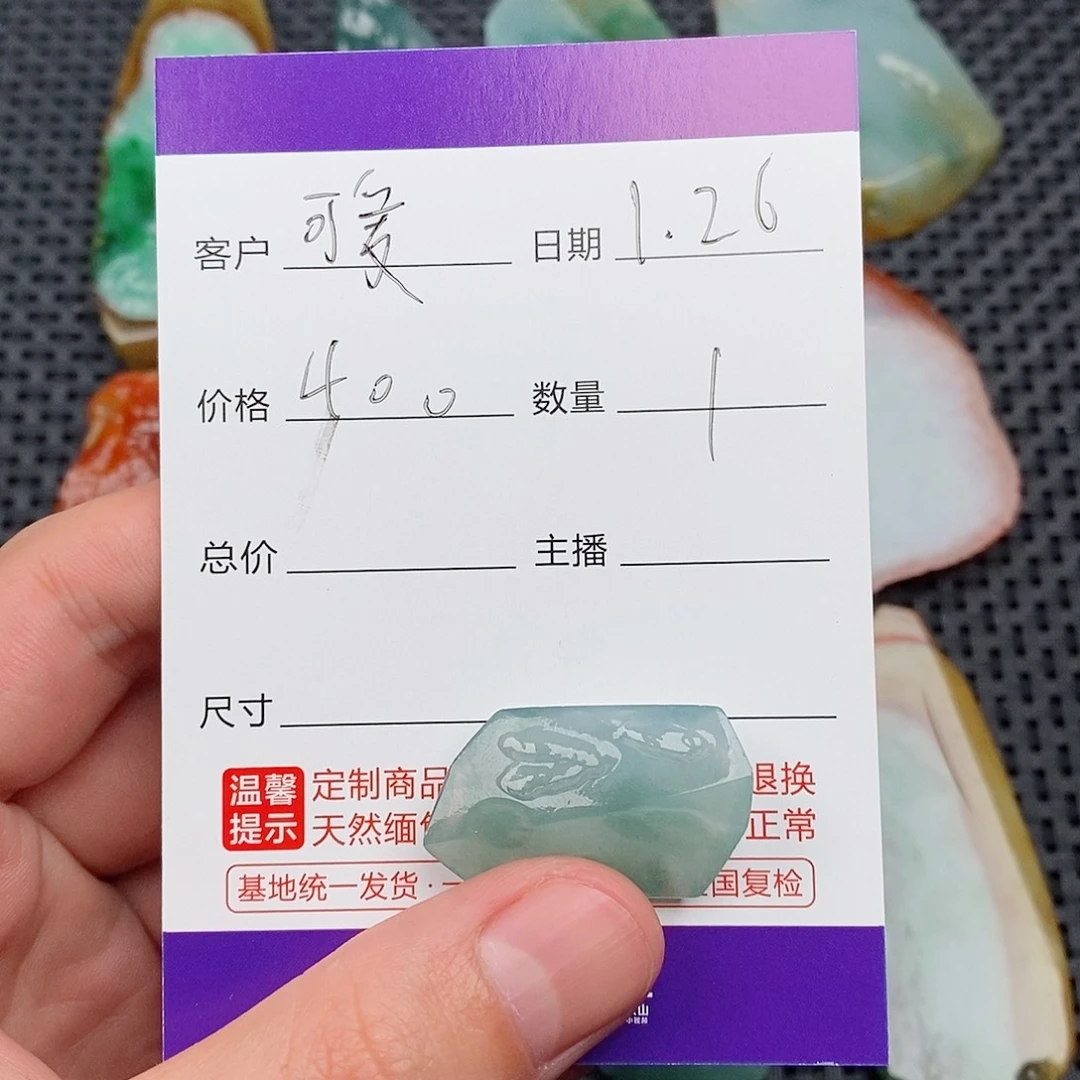 客户 可爱 日期 1.26
价格 400 数量 1
总价 主播
尺寸
温馨 定制商品 退换
提示 天然缅 正常
基地统一发货·一 国复检